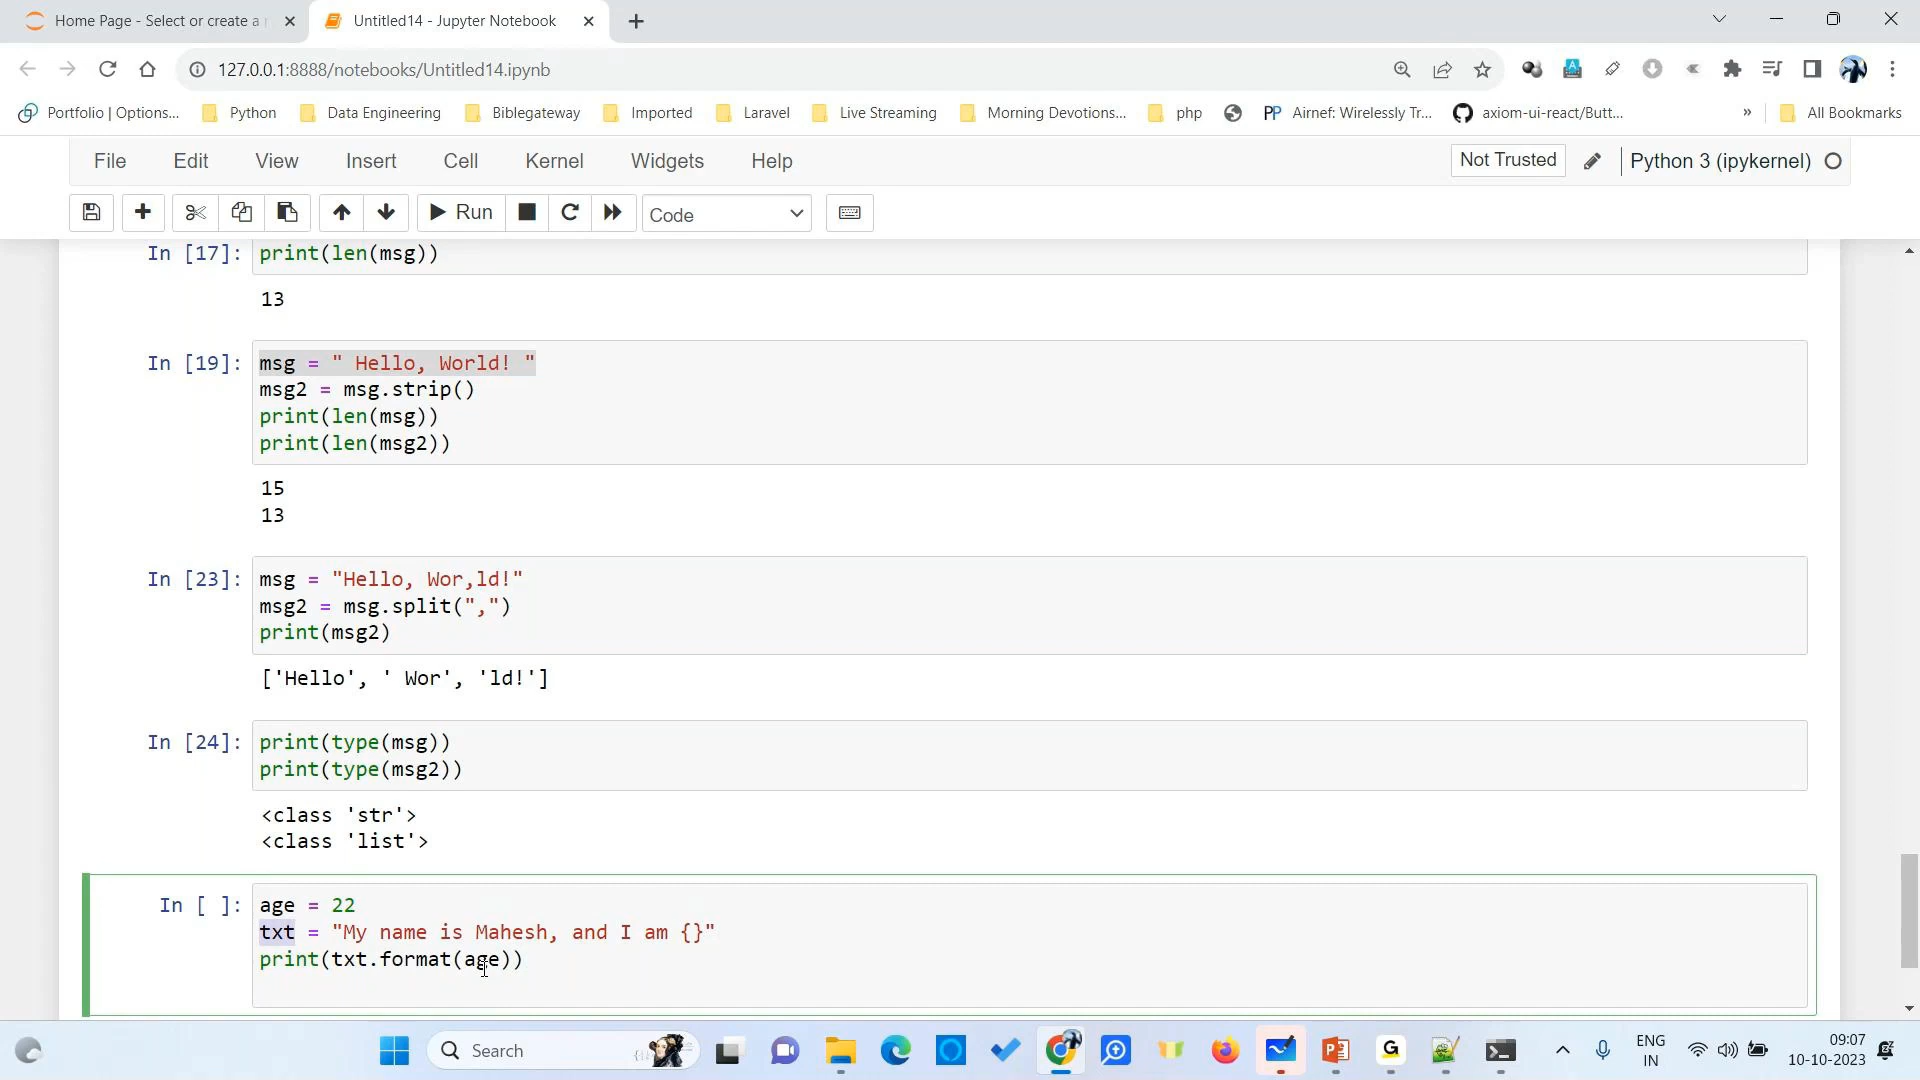 Home Page - Select or create a n
Untitled14 - Jupyter Notebook
127.0.0.1:8888/notebooks/Untitled14.ipynb
Portfolio | Options...
Python
Data Engineering
Biblegateway
Imported
Laravel
Live Streaming
Morning Devotions...
php
PP Airnef: Wirelessly Tr...
axiom-ui-react/Butt...
»
All Bookmarks
File Edit View Insert Cell Kernel Widgets Help
Not Trusted
Python 3 (ipykernel)
Run
Code
In [17]: print(len(msg))
13
In [19]: msg = " Hello, World! "
msg2 = msg.strip()
print(len(msg))
print(len(msg2))
15
13
In [23]: msg = "Hello, Wor,ld!"
msg2 = msg.split(",")
print(msg2)
['Hello', ' Wor', 'ld!']
In [24]: print(type(msg))
print(type(msg2))
<class 'str'>
<class 'list'>
In [ ]: age = 22
txt = "My name is Mahesh, and I am {}"
print(txt.format(age))
Search
ENG
IN
09:07
10-10-2023